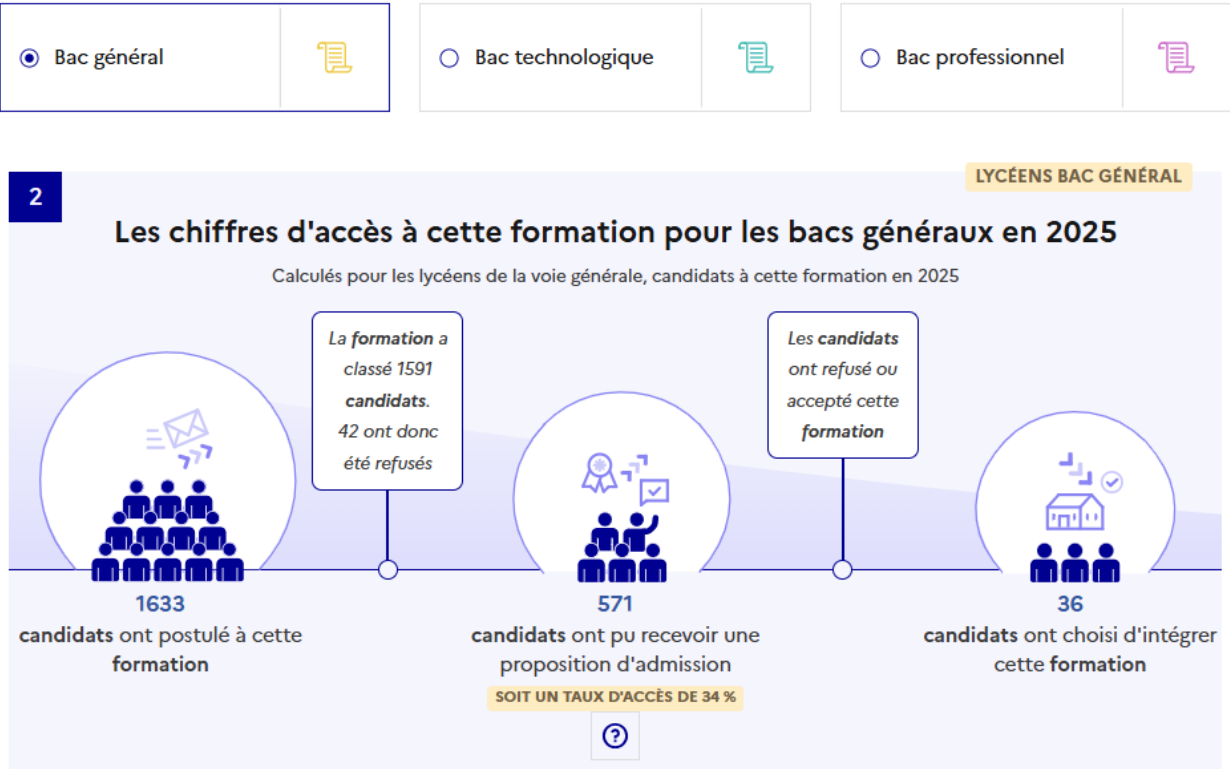 Bac général
Bac technologique
Bac professionnel
LYCÉENS BAC GÉNÉRAL
2
Les chiffres d'accès à cette formation pour les bacs généraux en 2025
Calculés pour les lycéens de la voie générale, candidats à cette formation en 2025
La formation a
classé 1591
candidats.
42 ont donc
été refusés
Les candidats
ont refusé ou
accepté cette
formation
1633
candidats ont postulé à cette
formation
571
candidats ont pu recevoir une
proposition d'admission
SOIT UN TAUX D'ACCÈS DE 34 %
?
36
candidats ont choisi d'intégrer
cette formation